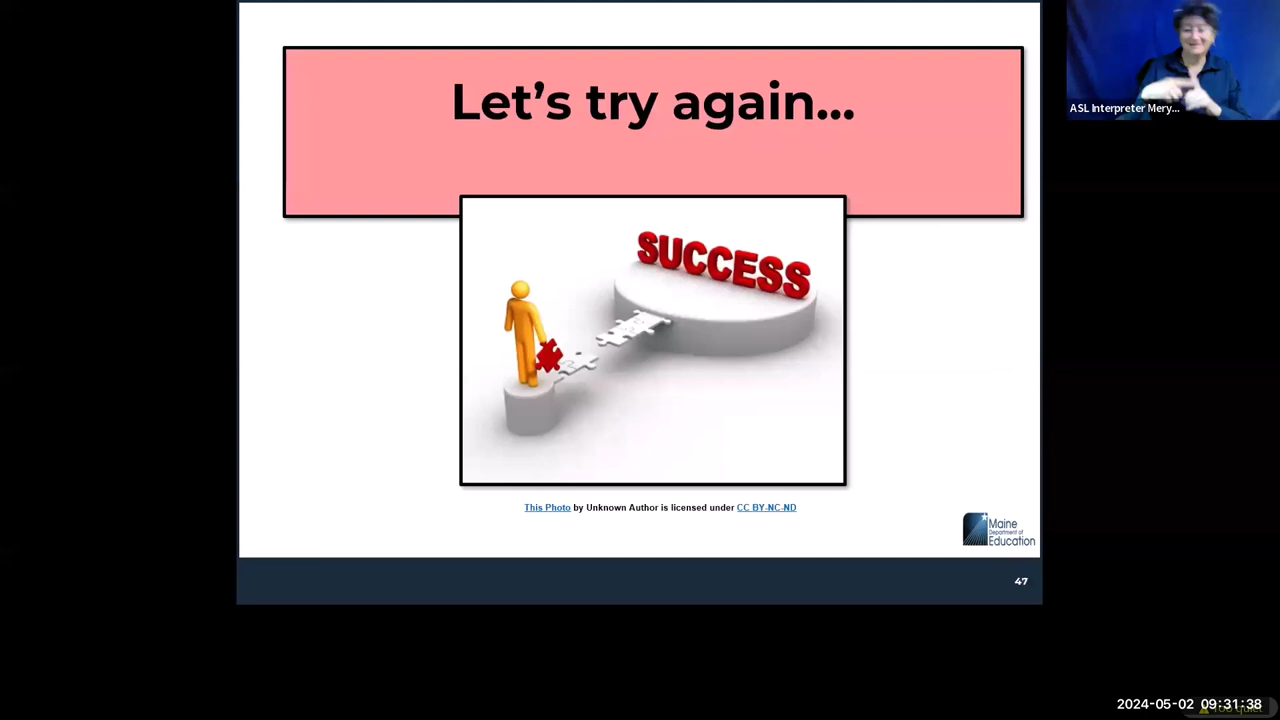 Let's try again...
SUCCESS
This Photo by Unknown Author is licensed under CC BY-NC-ND
Maine
Department of
Education
47
ASL Interpreter Mery...
2024-05-02 09:31:38